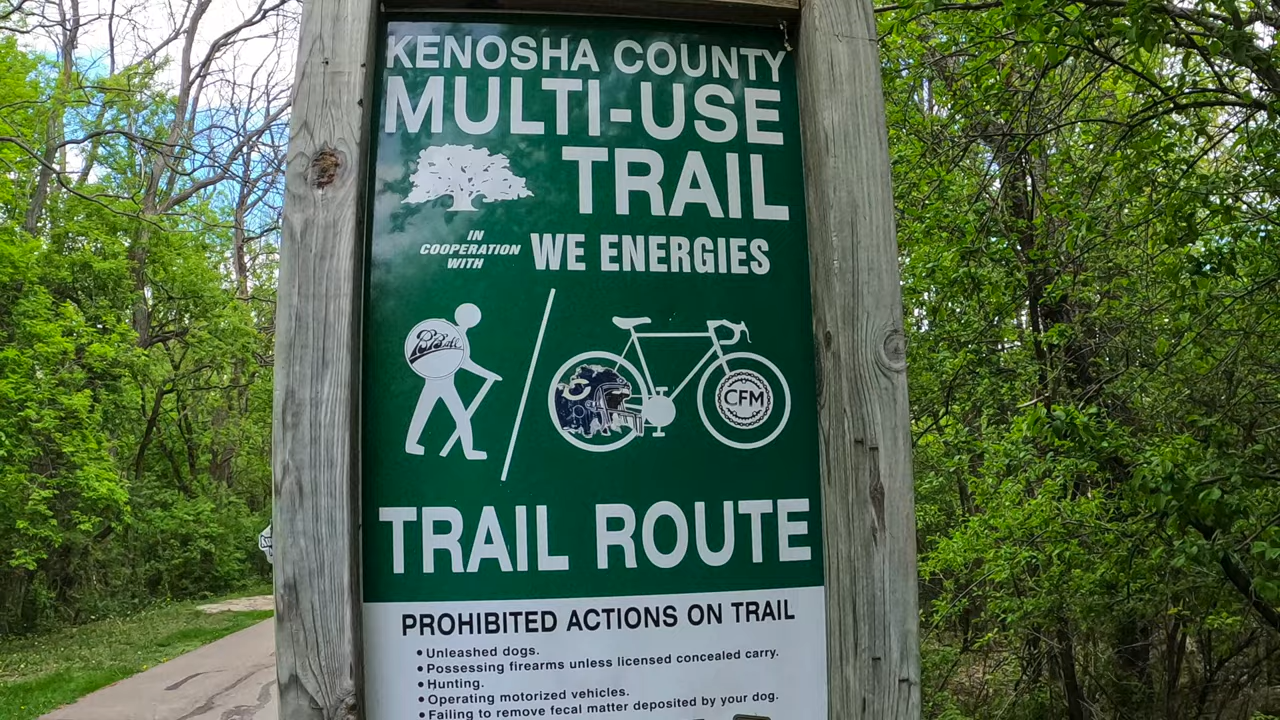 KENOSHA COUNTY
MULTI-USE
TRAIL
IN
COOPERATION
WITH
WE ENERGIES
CFM
TRAIL ROUTE
PROHIBITED ACTIONS ON TRAIL
• Unleashed dogs.
• Possessing firearms unless licensed concealed carry.
• Hunting.
• Operating motorized vehicles.
• Failing to remove fecal matter deposited by your dog.